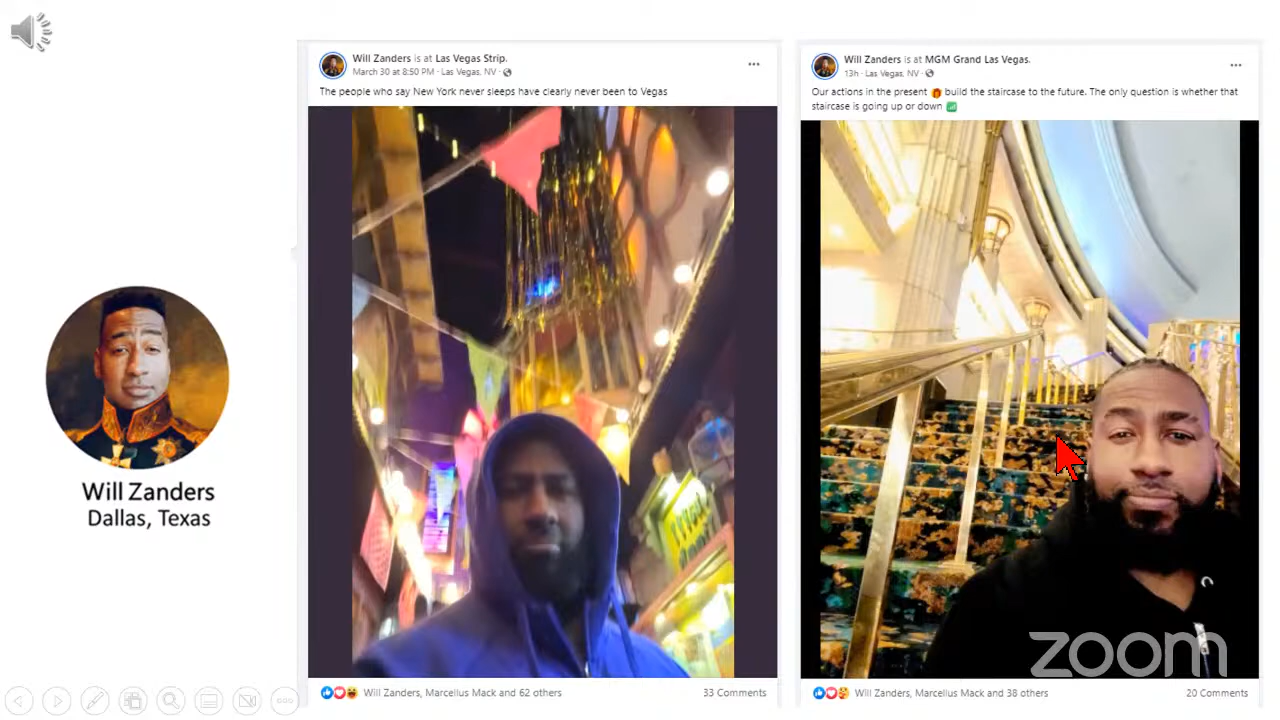 Will Zanders is at Las Vegas Strip.
March 30 at 8:50 PM · Las Vegas, NV ·
The people who say New York never sleeps have clearly never been to Vegas
Will Zanders, Marcellus Mack and 62 others
33 Comments
Will Zanders is at MGM Grand Las Vegas.
13h · Las Vegas, NV ·
Our actions in the present 🎁 build the staircase to the future. The only question is whether that
staircase is going up or down 💹
zoom
Will Zanders, Marcellus Mack and 38 others
20 Comments
Will Zanders
Dallas, Texas